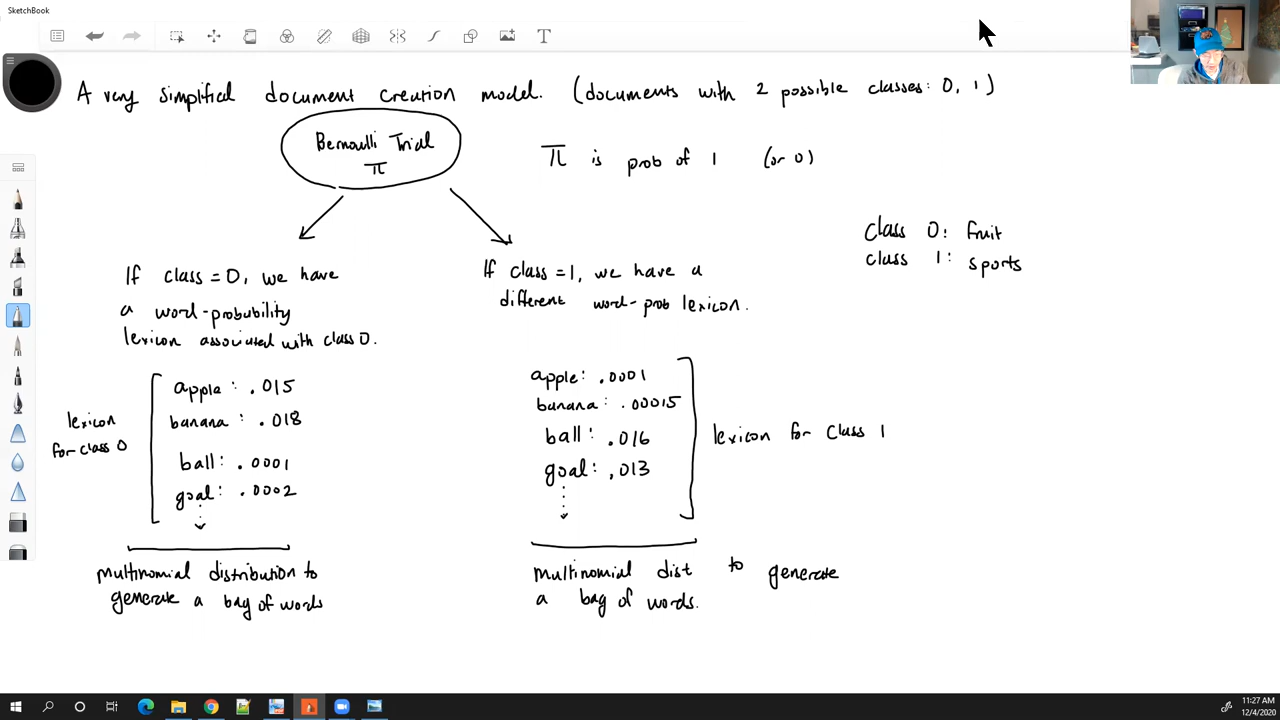 SketchBook
A very simplified document creation model. (documents with 2 possible classes: 0, 1)
Bernoulli Trial
π
π is prob of 1 (or 0)
class 0: fruit
class 1: sports
If class=0, we have
a word-probability
lexicon associated with class 0.
If class=1, we have a
different word-prob lexicon.
lexicon
for class 0
apple: .015
banana: .018
ball: .0001
goal: .0002
apple: .0001
banana: .00015
ball: .016
goal: .013
lexicon for class 1
multinomial distribution to
generate a bag of words
multinomial dist to generate
a bag of words.
11:27 AM
12/4/2020